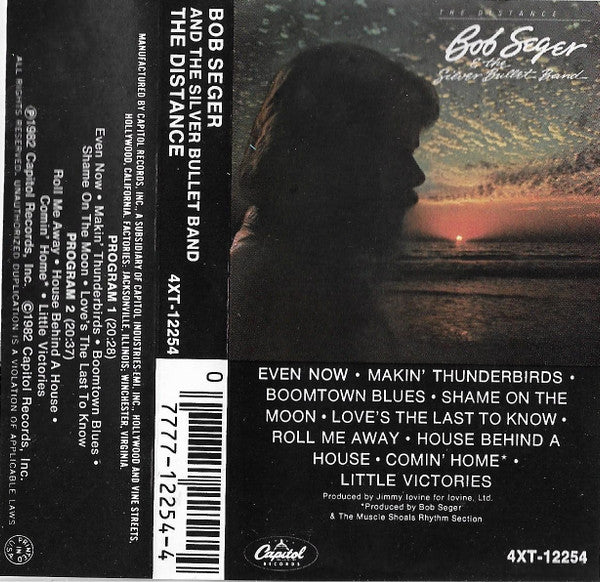 THE DISTANCE
Bob Seger
& the
Silver Bullet Band
EVEN NOW • MAKIN' THUNDERBIRDS •
BOOMTOWN BLUES • SHAME ON THE
MOON • LOVE'S THE LAST TO KNOW •
ROLL ME AWAY • HOUSE BEHIND A
HOUSE • COMIN' HOME* •
LITTLE VICTORIES
Produced by Jimmy Iovine for Iovine, Ltd.
*Produced by Bob Seger
& The Muscle Shoals Rhythm Section
Capitol
RECORDS
4XT-12254
BOB SEGER
AND THE SILVER BULLET BAND
THE DISTANCE
4XT-12254
0 7777-12254-4
MANUFACTURED BY CAPITOL RECORDS, INC., A SUBSIDIARY OF CAPITOL INDUSTRIES-EMI, INC., HOLLYWOOD AND VINE STREETS,
HOLLYWOOD, CALIFORNIA. FACTORIES: JACKSONVILLE, ILLINOIS; WINCHESTER, VIRGINIA.
PROGRAM 1 (20:28)
Even Now • Makin' Thunderbirds • Boomtown Blues •
Shame On The Moon • Love's The Last To Know
PROGRAM 2 (20:37)
Roll Me Away • House Behind A House •
Comin' Home* • Little Victories
℗1982 Capitol Records, Inc. ©1982 Capitol Records, Inc.
ALL RIGHTS RESERVED. UNAUTHORIZED DUPLICATION IS A VIOLATION OF APPLICABLE LAWS
PRINTED
IN
U.S.A.